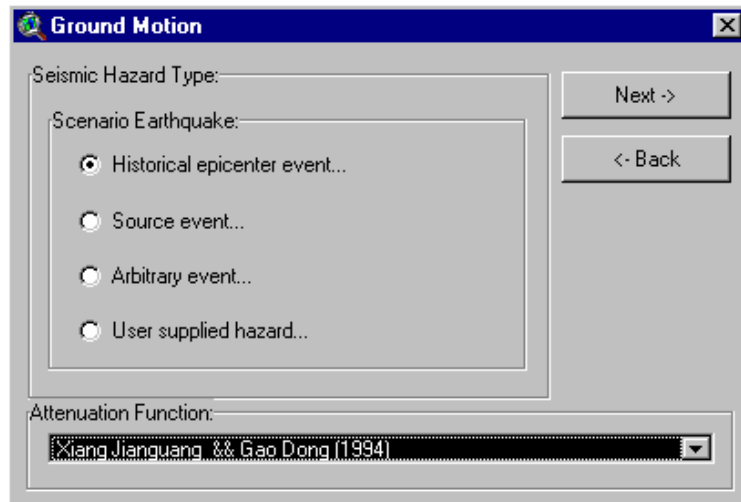 Ground Motion
Seismic Hazard Type:
Scenario Earthquake:
Historical epicenter event...
Source event...
Arbitrary event...
User supplied hazard...
Next ->
<- Back
Attenuation Function:
Xiang Jianguang && Gao Dong (1994)